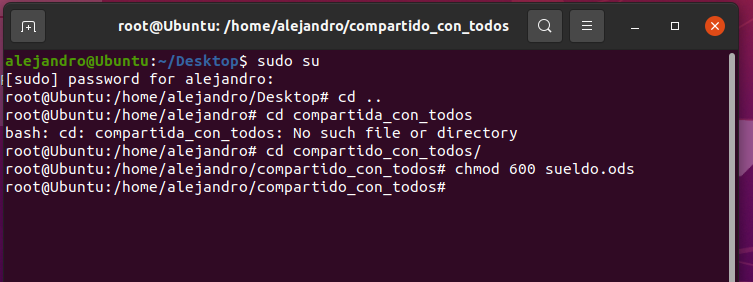 root@Ubuntu: /home/alejandro/compartido_con_todos
alejandro@Ubuntu:~/Desktop$ sudo su
[sudo] password for alejandro:
root@Ubuntu:/home/alejandro/Desktop# cd ..
root@Ubuntu:/home/alejandro# cd compartida_con_todos
bash: cd: compartida_con_todos: No such file or directory
root@Ubuntu:/home/alejandro# cd compartido_con_todos/
root@Ubuntu:/home/alejandro/compartido_con_todos# chmod 600 sueldo.ods
root@Ubuntu:/home/alejandro/compartido_con_todos#